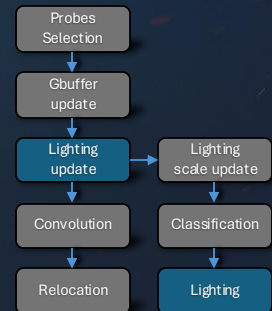 Probes
Selection
Gbuffer
update
Lighting
update
Lighting
scale update
Convolution
Classification
Relocation
Lighting